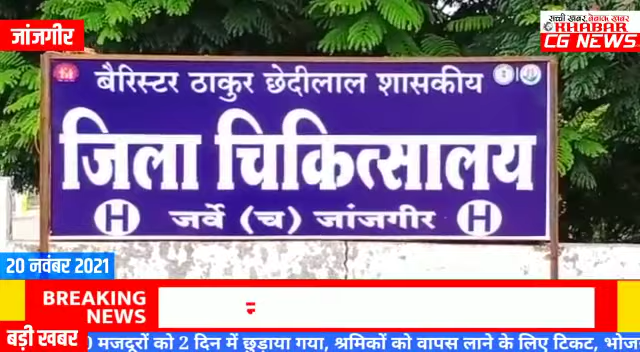 जांजगीर
सच्ची खबर, बेबाक खबर
KHABAR
CG NEWS
बैरिस्टर ठाकुर छेदीलाल शासकीय
जिला चिकित्सालय
H जर्वे (च) जांजगीर H
20 नवंबर 2021
BREAKING
NEWS
बड़ी खबर
0 मजदूरों को 2 दिन में छुड़ाया गया, श्रमिकों को वापस लाने के लिए टिकट, भोज